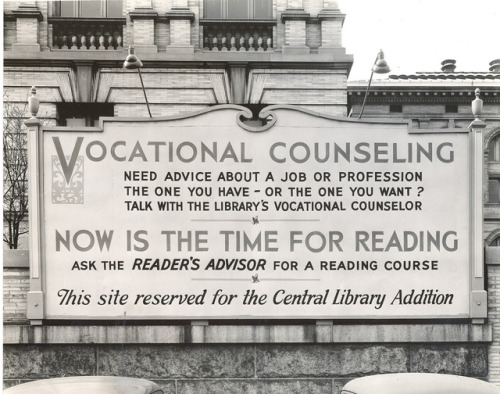 VOCATIONAL COUNSELING
NEED ADVICE ABOUT A JOB OR PROFESSION
THE ONE YOU HAVE - OR THE ONE YOU WANT?
TALK WITH THE LIBRARY'S VOCATIONAL COUNSELOR
NOW IS THE TIME FOR READING
ASK THE READER'S ADVISOR FOR A READING COURSE
This site reserved for the Central Library Addition